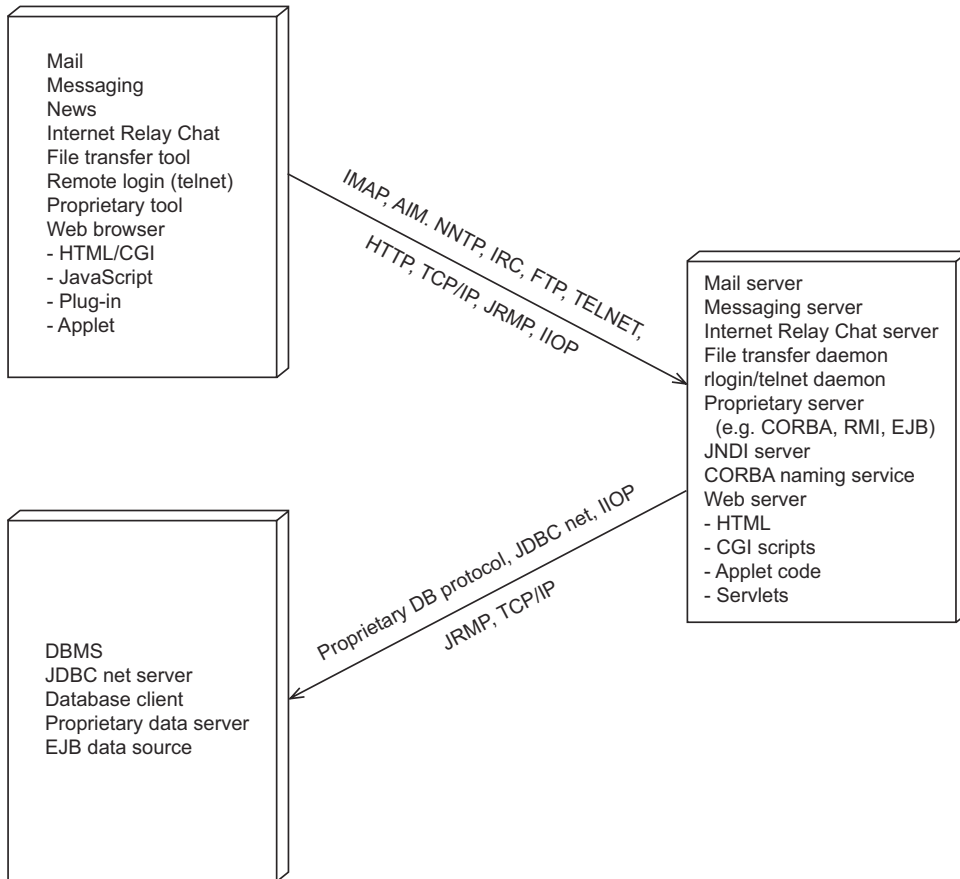 Mail
Messaging
News
Internet Relay Chat
File transfer tool
Remote login (telnet)
Proprietary tool
Web browser
- HTML/CGI
- JavaScript
- Plug-in
- Applet
IMAP, AIM. NNTP, IRC, FTP, TELNET,
HTTP, TCP/IP, JRMP, IIOP
Mail server
Messaging server
Internet Relay Chat server
File transfer daemon
rlogin/telnet daemon
Proprietary server
(e.g. CORBA, RMI, EJB)
JNDI server
CORBA naming service
Web server
- HTML
- CGI scripts
- Applet code
- Servlets
Proprietary DB protocol, JDBC net, IIOP
JRMP, TCP/IP
DBMS
JDBC net server
Database client
Proprietary data server
EJB data source